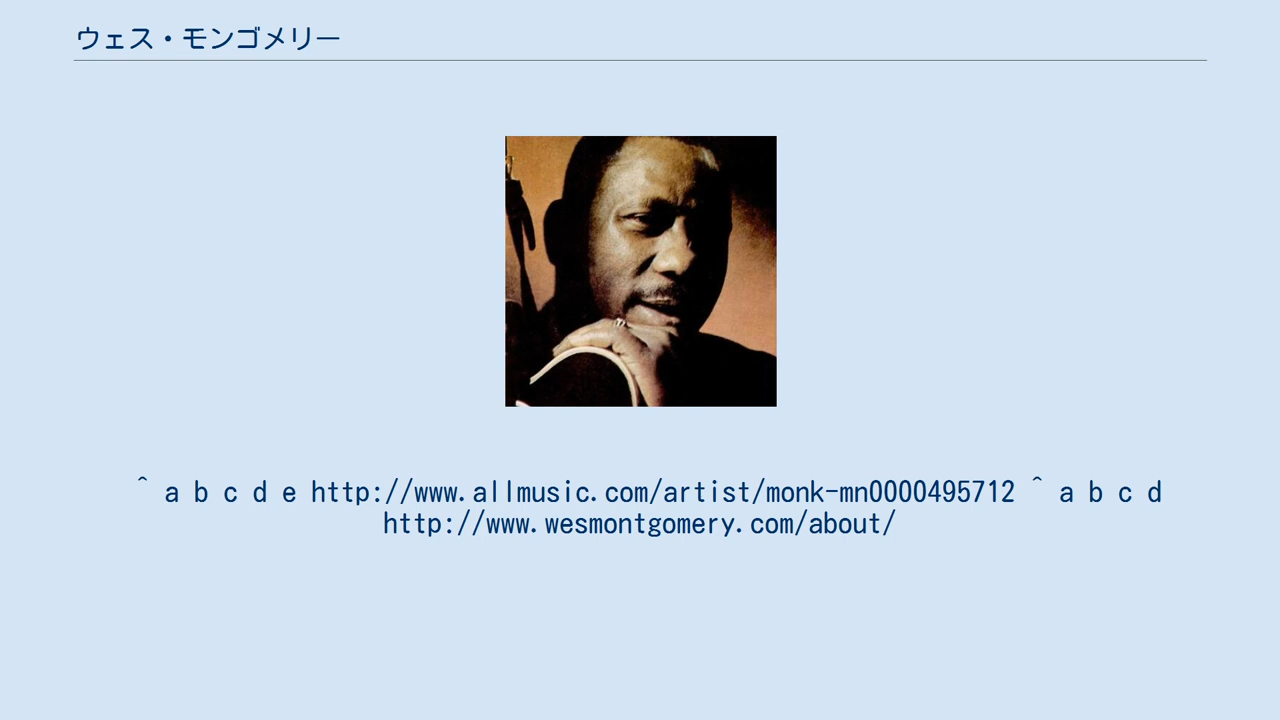 ウェス・モンゴメリー
^ a b c d e http://www.allmusic.com/artist/monk-mn0000495712 ^ a b c d
http://www.wesmontgomery.com/about/